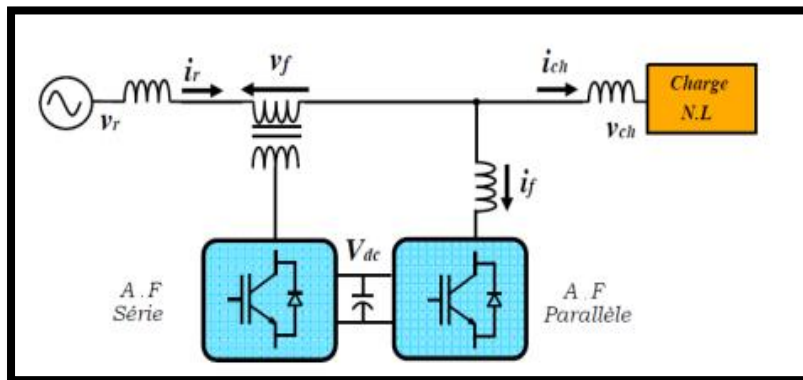 i_r
v_f
i_ch
Charge
N.L
v_r
v_ch
i_f
V_dc
A.F
Série
A.F
Parallèle